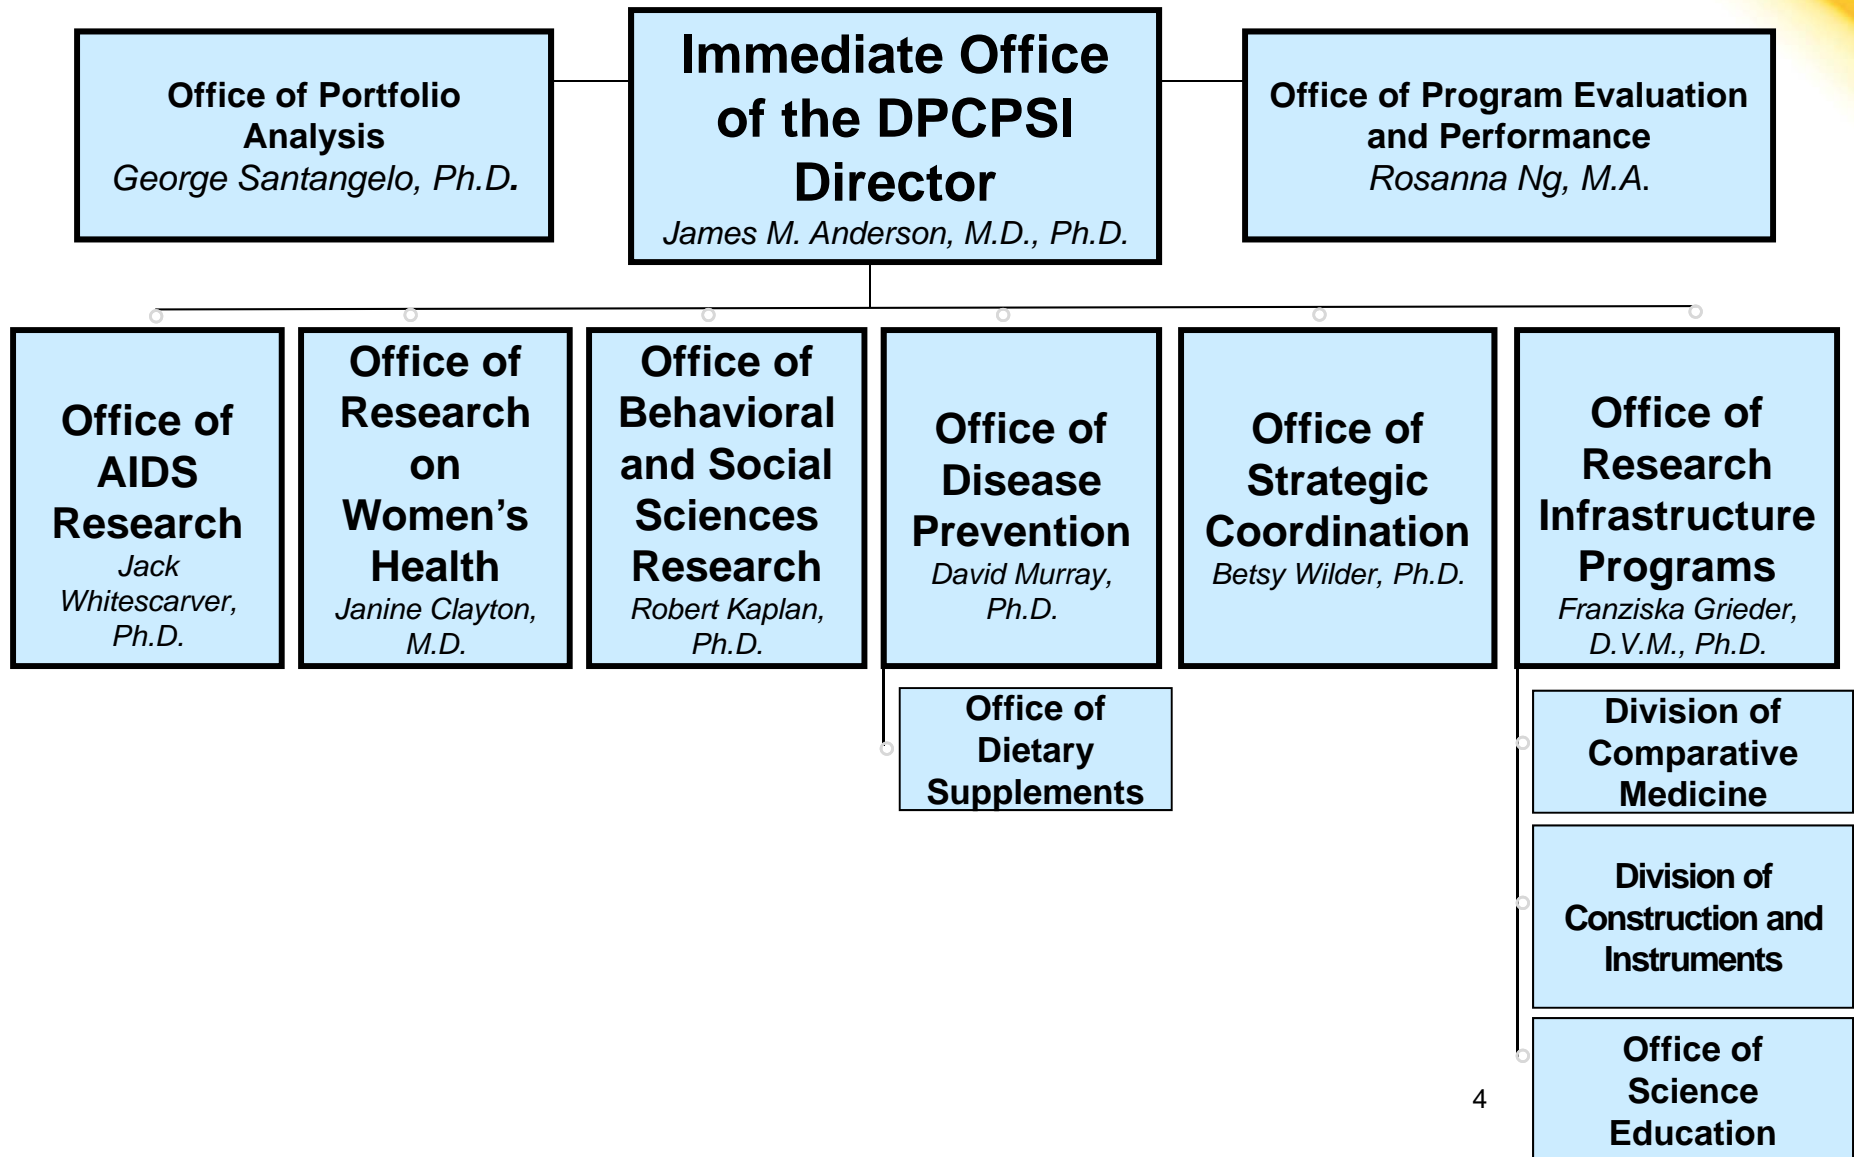 Office of Portfolio
Analysis
George Santangelo, Ph.D.
Immediate Office
of the DPCPSI
Director
James M. Anderson, M.D., Ph.D.
Office of Program Evaluation
and Performance
Rosanna Ng, M.A.
Office of
AIDS
Research
Jack
Whitescarver,
Ph.D.
Office of
Research
on
Women’s
Health
Janine Clayton,
M.D.
Office of
Behavioral
and Social
Sciences
Research
Robert Kaplan,
Ph.D.
Office of
Disease
Prevention
David Murray,
Ph.D.
Office of
Strategic
Coordination
Betsy Wilder, Ph.D.
Office of
Research
Infrastructure
Programs
Franziska Grieder,
D.V.M., Ph.D.
Office of
Dietary
Supplements
Division of
Comparative
Medicine
Division of
Construction and
Instruments
Office of
Science
Education
4